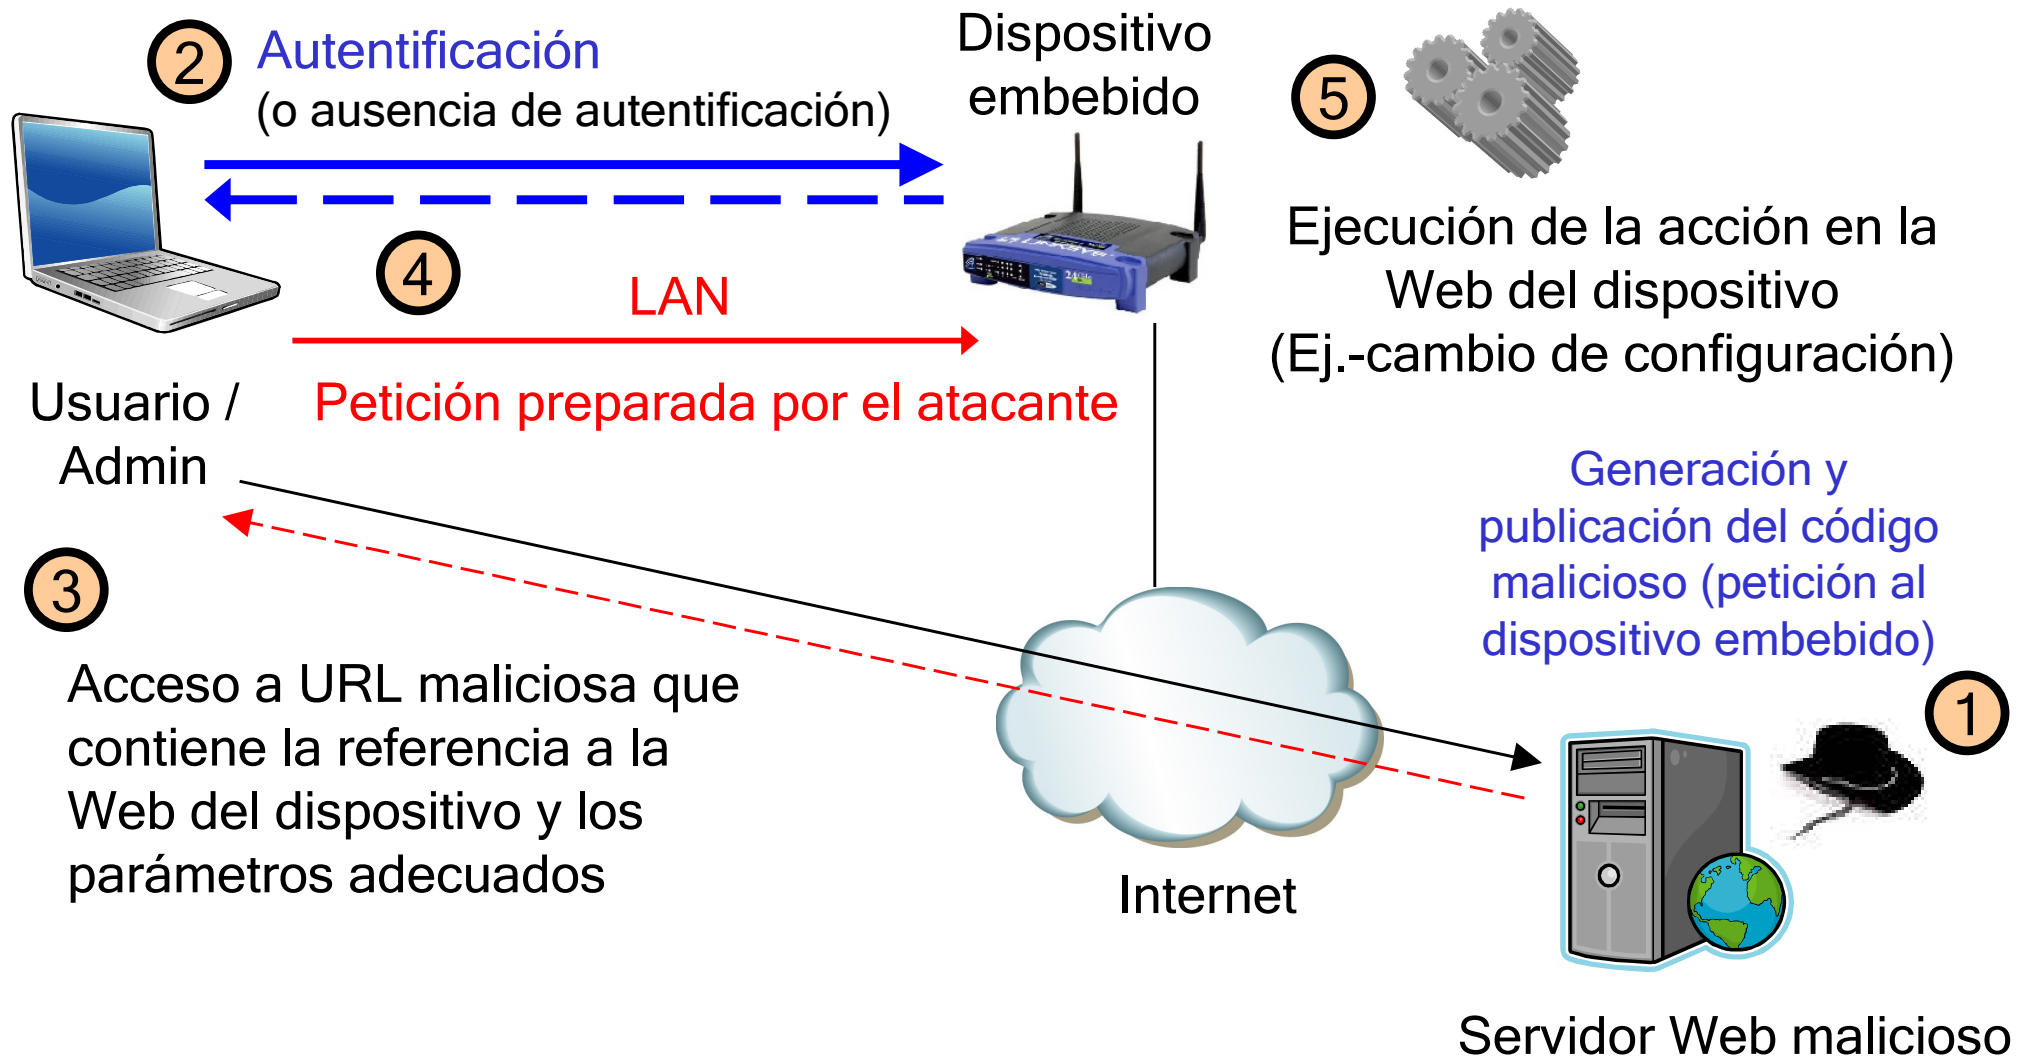 2
Autentificación
(o ausencia de autentificación)
Dispositivo
embebido
5
Ejecución de la acción en la
Web del dispositivo
(Ej.-cambio de configuración)
4
LAN
Petición preparada por el atacante
Usuario /
Admin
3
Acceso a URL maliciosa que
contiene la referencia a la
Web del dispositivo y los
parámetros adecuados
Internet
Generación y
publicación del código
malicioso (petición al
dispositivo embebido)
1
Servidor Web malicioso